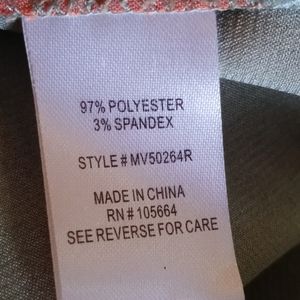 97% POLYESTER
3% SPANDEX
STYLE # MV50264R
MADE IN CHINA
RN # 105664
SEE REVERSE FOR CARE